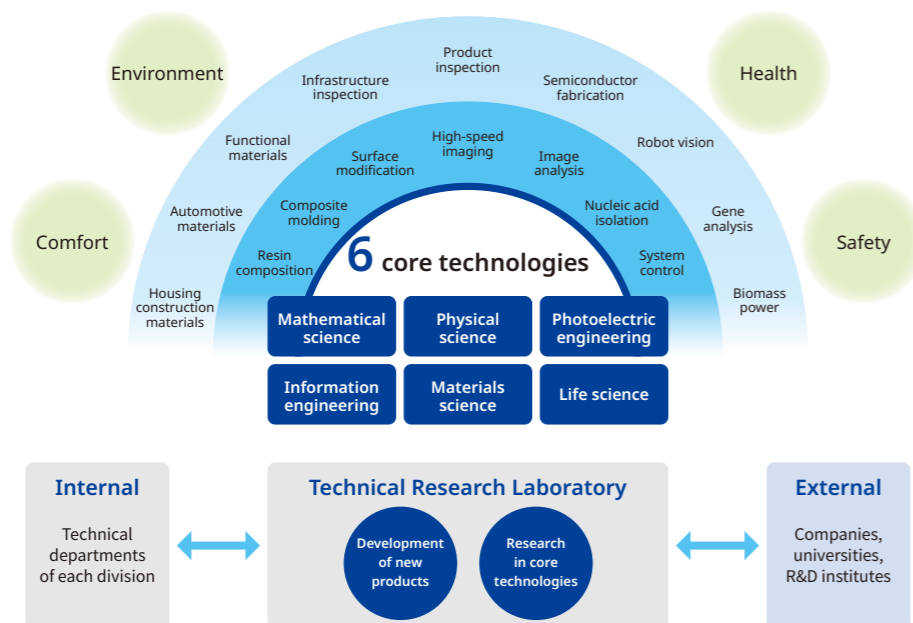 Environment
Health
Comfort
Safety
Housing
construction
materials
Automotive
materials
Functional
materials
Infrastructure
inspection
Product
inspection
Semiconductor
fabrication
Robot vision
Gene
analysis
Biomass
power
Resin
composition
Composite
molding
Surface
modification
High-speed
imaging
Image
analysis
Nucleic acid
isolation
System
control
6 core technologies
Mathematical
science
Physical
science
Photoelectric
engineering
Information
engineering
Materials
science
Life science
Internal
Technical
departments
of each division
Technical Research Laboratory
Development
of new
products
Research
in core
technologies
External
Companies,
universities,
R&D institutes